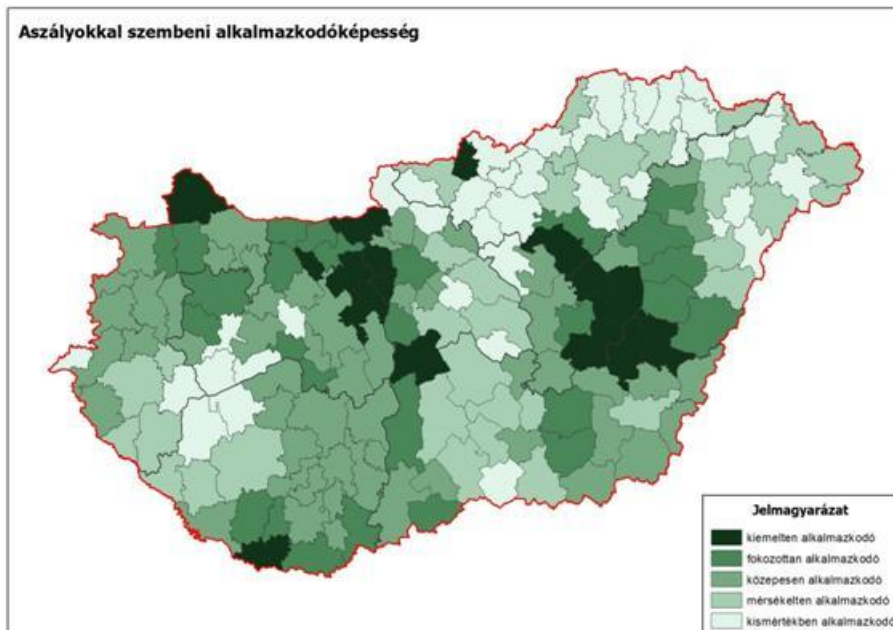 Aszályokkal szembeni alkalmazkodóképesség
Jelmagyarázat
kiemelten alkalmazkodó
fokozottan alkalmazkodó
közepesen alkalmazkodó
mérsékelten alkalmazkodó
kismértékben alkalmazkodó